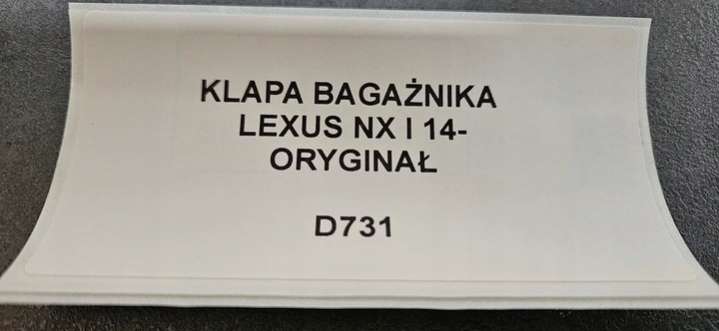 KLAPA BAGAŻNIKA
LEXUS NX I 14-
ORYGINAŁ
D731